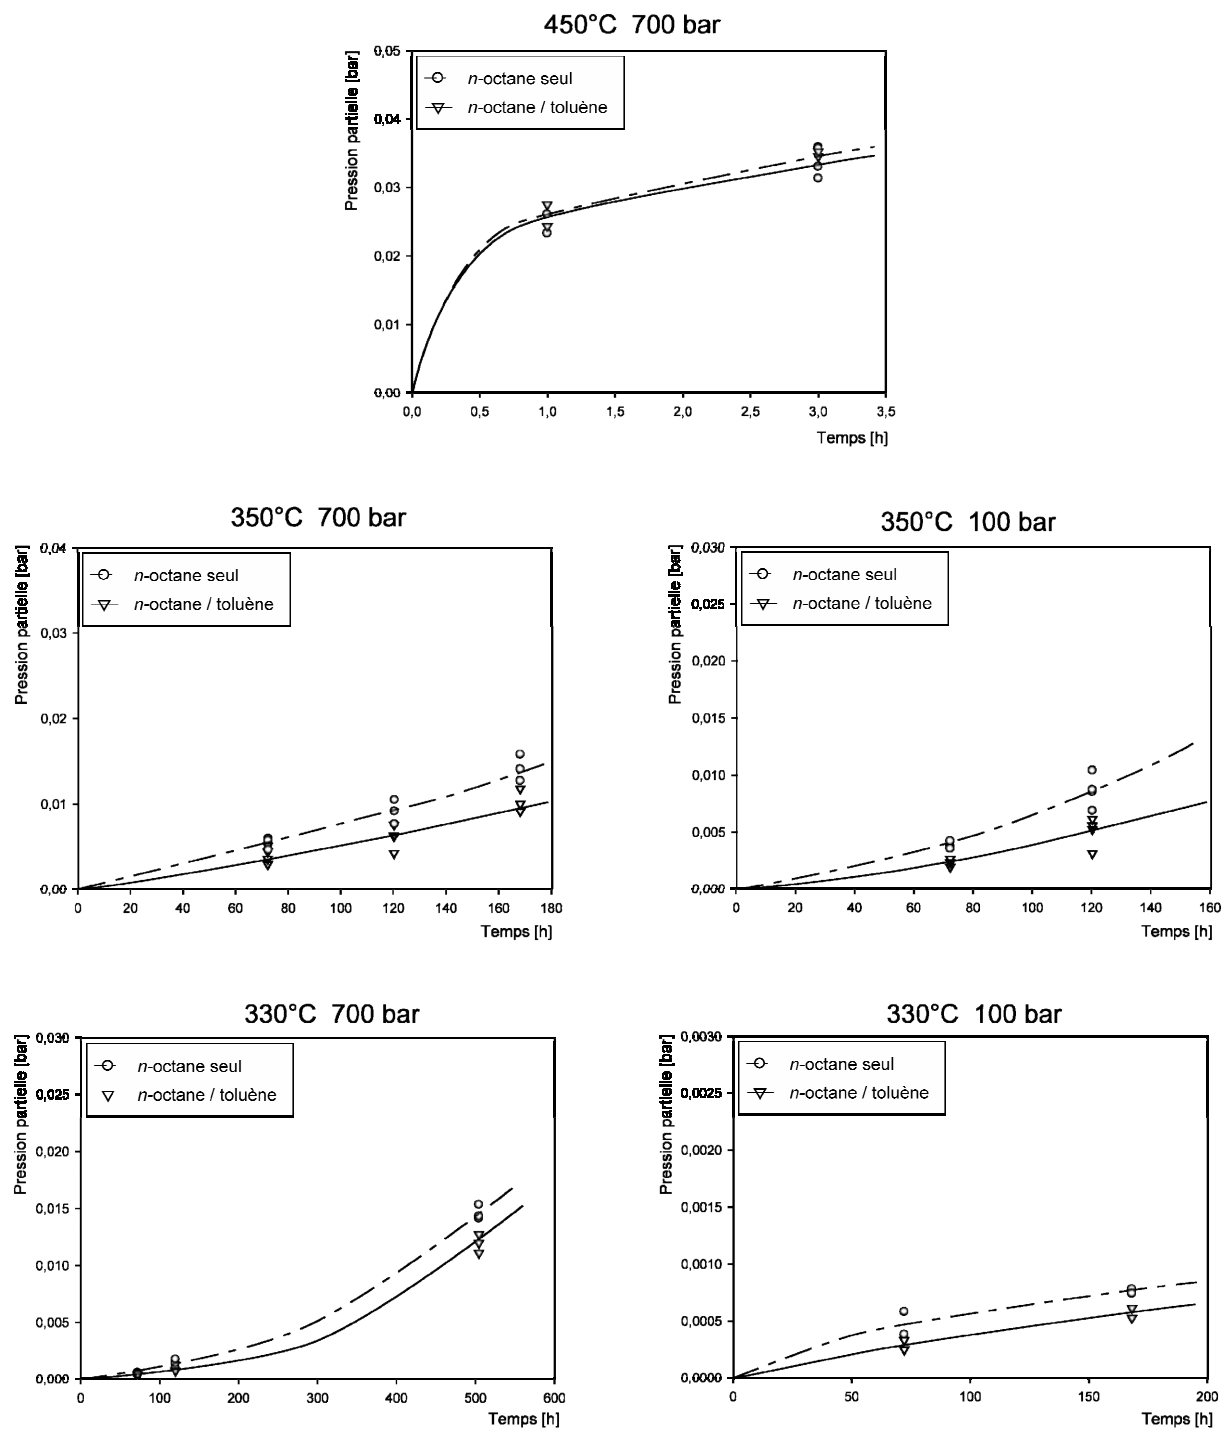 450°C 700 bar
Pression partielle [bar]
n-octane seul
n-octane / toluène
0,05
0,04
0,03
0,02
0,01
0,00
0,0 0,5 1,0 1,5 2,0 2,5 3,0 3,5
Temps [h]
350°C 700 bar
Pression partielle [bar]
n-octane seul
n-octane / toluène
0,04
0,03
0,02
0,01
0,00
0 20 40 60 80 100 120 140 160 180
Temps [h]
350°C 100 bar
Pression partielle [bar]
n-octane seul
n-octane / toluène
0,030
0,025
0,020
0,015
0,010
0,005
0,000
0 20 40 60 80 100 120 140 160
Temps [h]
330°C 700 bar
Pression partielle [bar]
n-octane seul
n-octane / toluène
0,030
0,025
0,020
0,015
0,010
0,005
0,000
0 100 200 300 400 500 600
Temps [h]
330°C 100 bar
Pression partielle [bar]
n-octane seul
n-octane / toluène
0,0030
0,0025
0,0020
0,0015
0,0010
0,0005
0,0000
0 50 100 150 200
Temps [h]